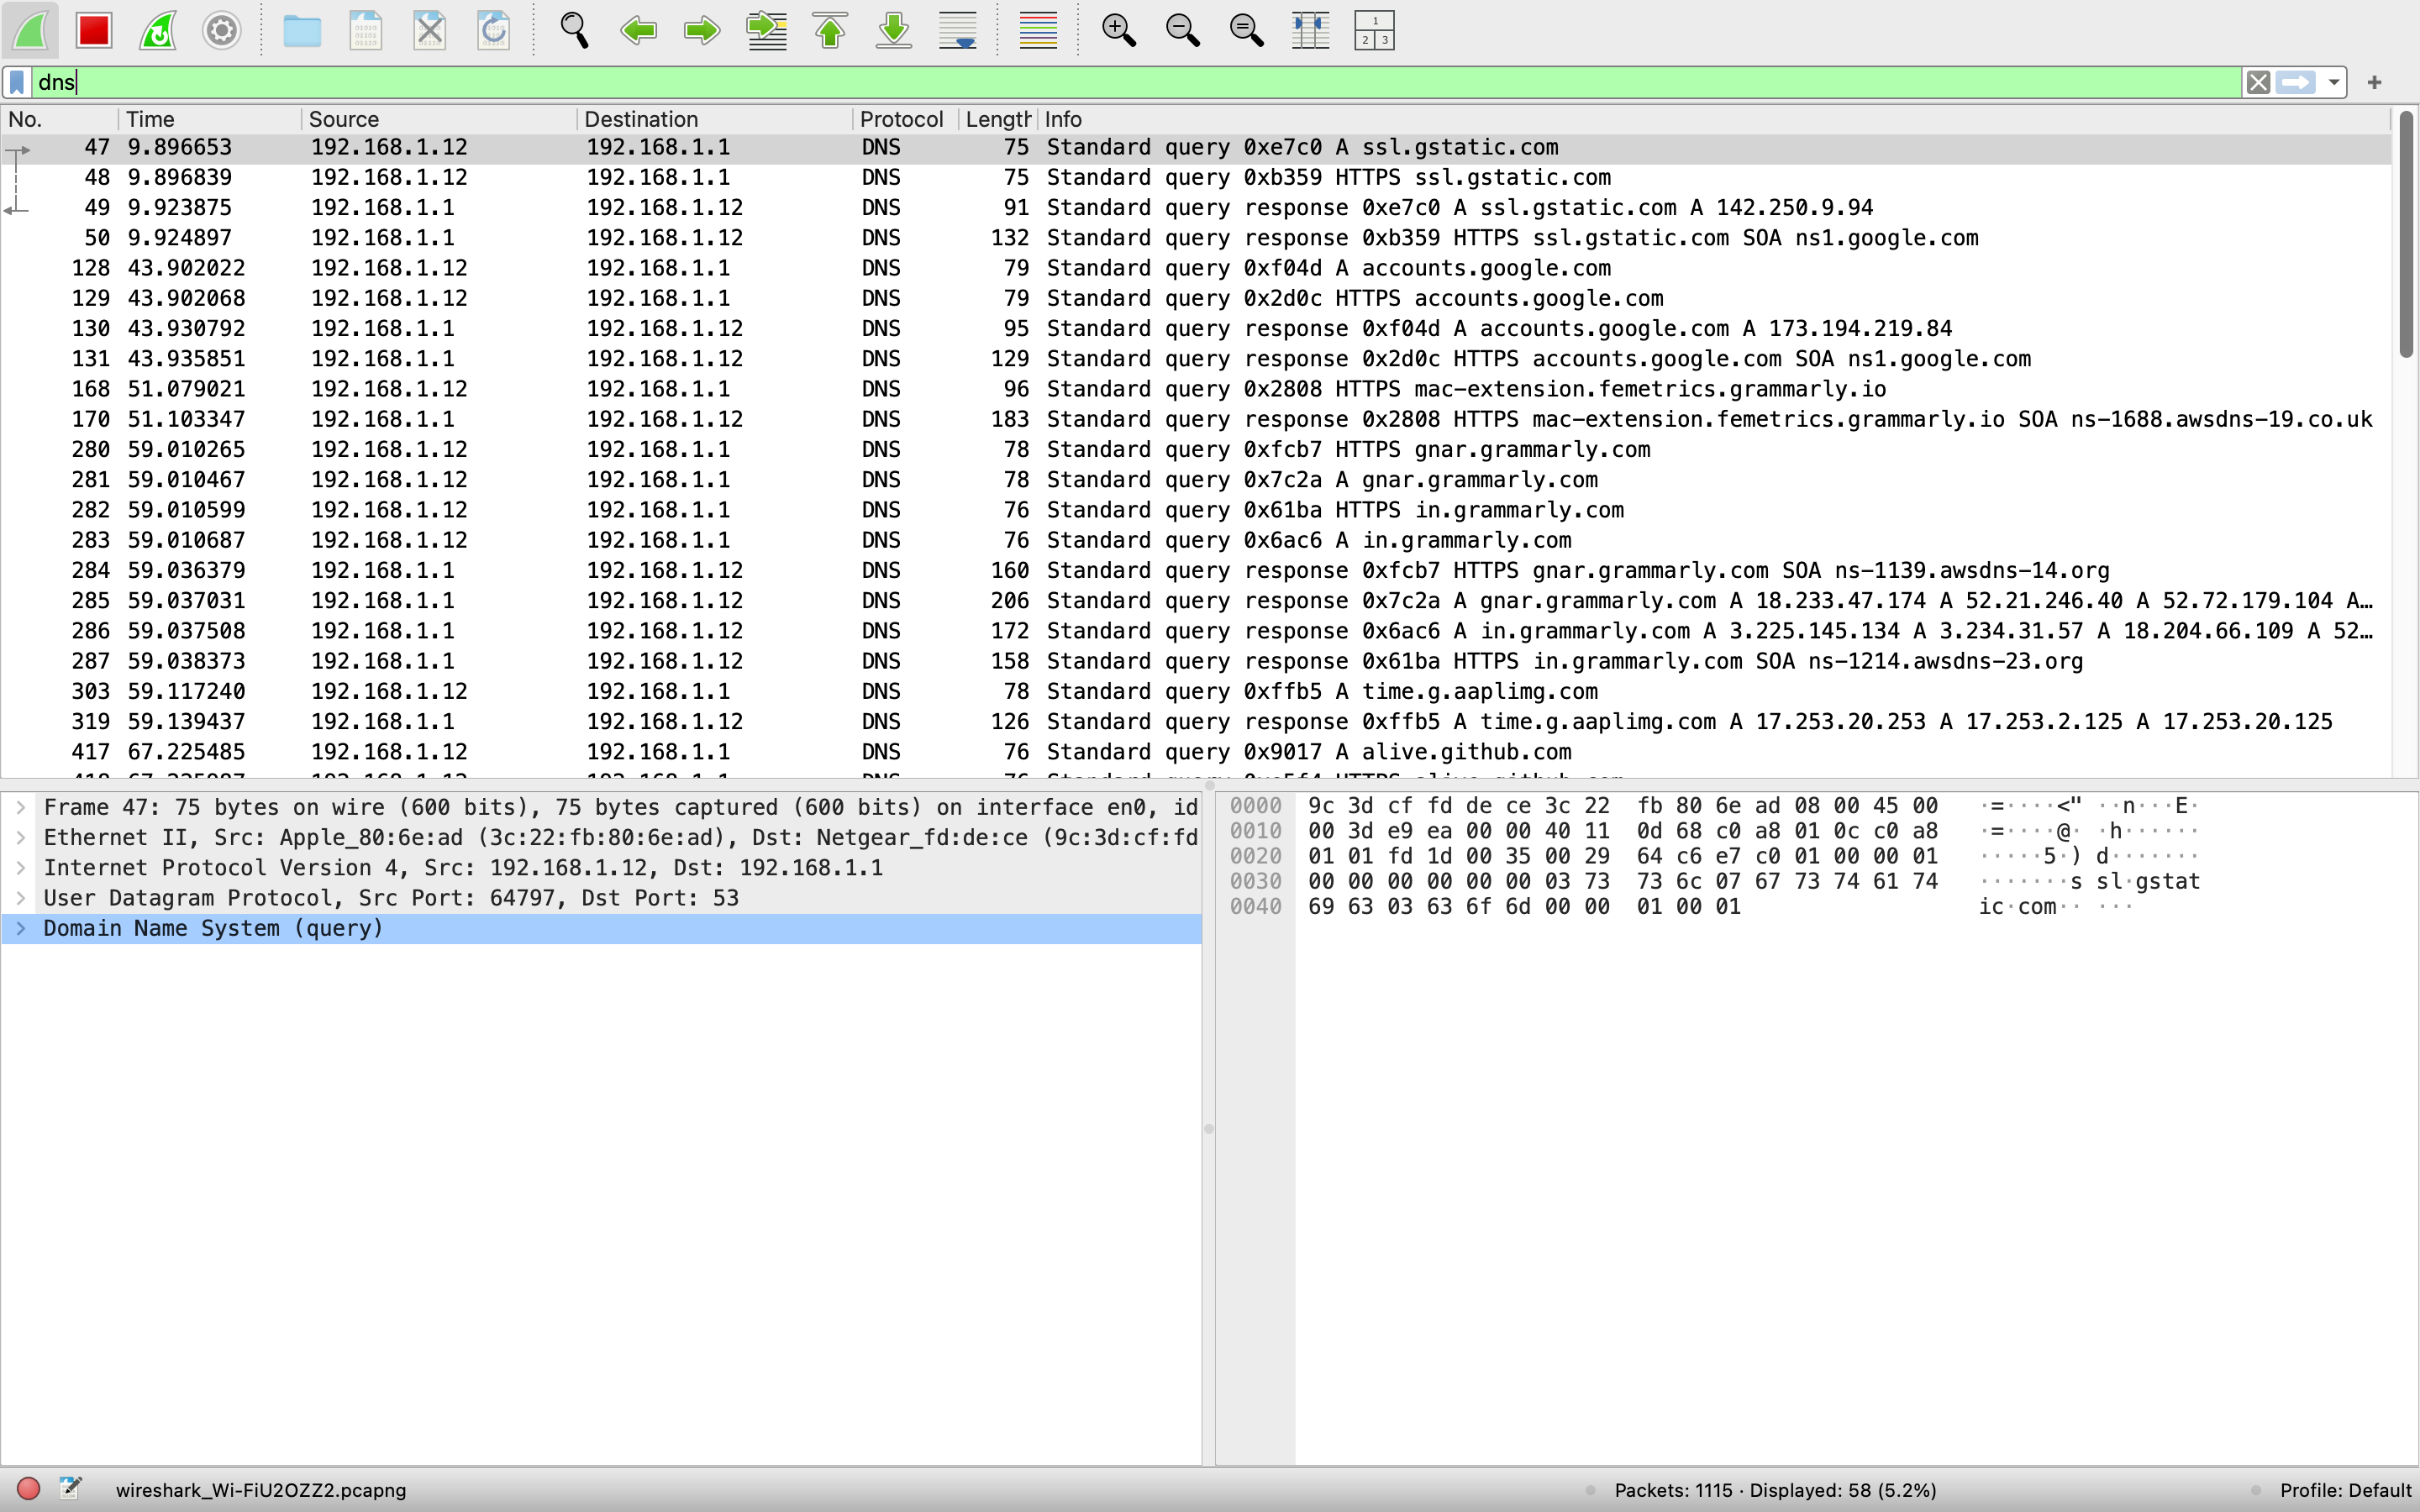 dns
No. Time Source Destination Protocol Length Info
47 9.896653 192.168.1.12 192.168.1.1 DNS 75 Standard query 0xe7c0 A ssl.gstatic.com
48 9.896839 192.168.1.12 192.168.1.1 DNS 75 Standard query 0xb359 HTTPS ssl.gstatic.com
49 9.923875 192.168.1.1 192.168.1.12 DNS 91 Standard query response 0xe7c0 A ssl.gstatic.com A 142.250.9.94
50 9.924897 192.168.1.1 192.168.1.12 DNS 132 Standard query response 0xb359 HTTPS ssl.gstatic.com SOA ns1.google.com
128 43.902022 192.168.1.12 192.168.1.1 DNS 79 Standard query 0xf04d A accounts.google.com
129 43.902068 192.168.1.12 192.168.1.1 DNS 79 Standard query 0x2d0c HTTPS accounts.google.com
130 43.930792 192.168.1.1 192.168.1.12 DNS 95 Standard query response 0xf04d A accounts.google.com A 173.194.219.84
131 43.935851 192.168.1.1 192.168.1.12 DNS 129 Standard query response 0x2d0c HTTPS accounts.google.com SOA ns1.google.com
168 51.079021 192.168.1.12 192.168.1.1 DNS 96 Standard query 0x2808 HTTPS mac-extension.femetrics.grammarly.io
170 51.103347 192.168.1.1 192.168.1.12 DNS 183 Standard query response 0x2808 HTTPS mac-extension.femetrics.grammarly.io SOA ns-1688.awsdns-19.co.uk
280 59.010265 192.168.1.12 192.168.1.1 DNS 78 Standard query 0xfcb7 HTTPS gnar.grammarly.com
281 59.010467 192.168.1.12 192.168.1.1 DNS 78 Standard query 0x7c2a A gnar.grammarly.com
282 59.010599 192.168.1.12 192.168.1.1 DNS 76 Standard query 0x61ba HTTPS in.grammarly.com
283 59.010687 192.168.1.12 192.168.1.1 DNS 76 Standard query 0x6ac6 A in.grammarly.com
284 59.036379 192.168.1.1 192.168.1.12 DNS 160 Standard query response 0xfcb7 HTTPS gnar.grammarly.com SOA ns-1139.awsdns-14.org
285 59.037031 192.168.1.1 192.168.1.12 DNS 206 Standard query response 0x7c2a A gnar.grammarly.com A 18.233.47.174 A 52.21.246.40 A 52.72.179.104 A…
286 59.037508 192.168.1.1 192.168.1.12 DNS 172 Standard query response 0x6ac6 A in.grammarly.com A 3.225.145.134 A 3.234.31.57 A 18.204.66.109 A 52…
287 59.038373 192.168.1.1 192.168.1.12 DNS 158 Standard query response 0x61ba HTTPS in.grammarly.com SOA ns-1214.awsdns-23.org
303 59.117240 192.168.1.12 192.168.1.1 DNS 78 Standard query 0xffb5 A time.g.aaplimg.com
319 59.139437 192.168.1.1 192.168.1.12 DNS 126 Standard query response 0xffb5 A time.g.aaplimg.com A 17.253.20.253 A 17.253.2.125 A 17.253.20.125
417 67.225485 192.168.1.12 192.168.1.1 DNS 76 Standard query 0x9017 A alive.github.com
Frame 47: 75 bytes on wire (600 bits), 75 bytes captured (600 bits) on interface en0, id
Ethernet II, Src: Apple_80:6e:ad (3c:22:fb:80:6e:ad), Dst: Netgear_fd:de:ce (9c:3d:cf:fd
Internet Protocol Version 4, Src: 192.168.1.12, Dst: 192.168.1.1
User Datagram Protocol, Src Port: 64797, Dst Port: 53
Domain Name System (query)
0000 9c 3d cf fd de ce 3c 22 fb 80 6e ad 08 00 45 00 ·=····<" ··n···E·
0010 00 3d e9 ea 00 00 40 11 0d 68 c0 a8 01 0c c0 a8 ·=····@· ·h······
0020 01 01 fd 1d 00 35 00 29 64 c6 e7 c0 01 00 00 01 ·····5·) d·······
0030 00 00 00 00 00 00 03 73 73 6c 07 67 73 74 61 74 ·······s sl·gstat
0040 69 63 03 63 6f 6d 00 00 01 00 01 ic·com·· ···
wireshark_Wi-FiU2OZZ2.pcapng
Packets: 1115 · Displayed: 58 (5.2%)
Profile: Default